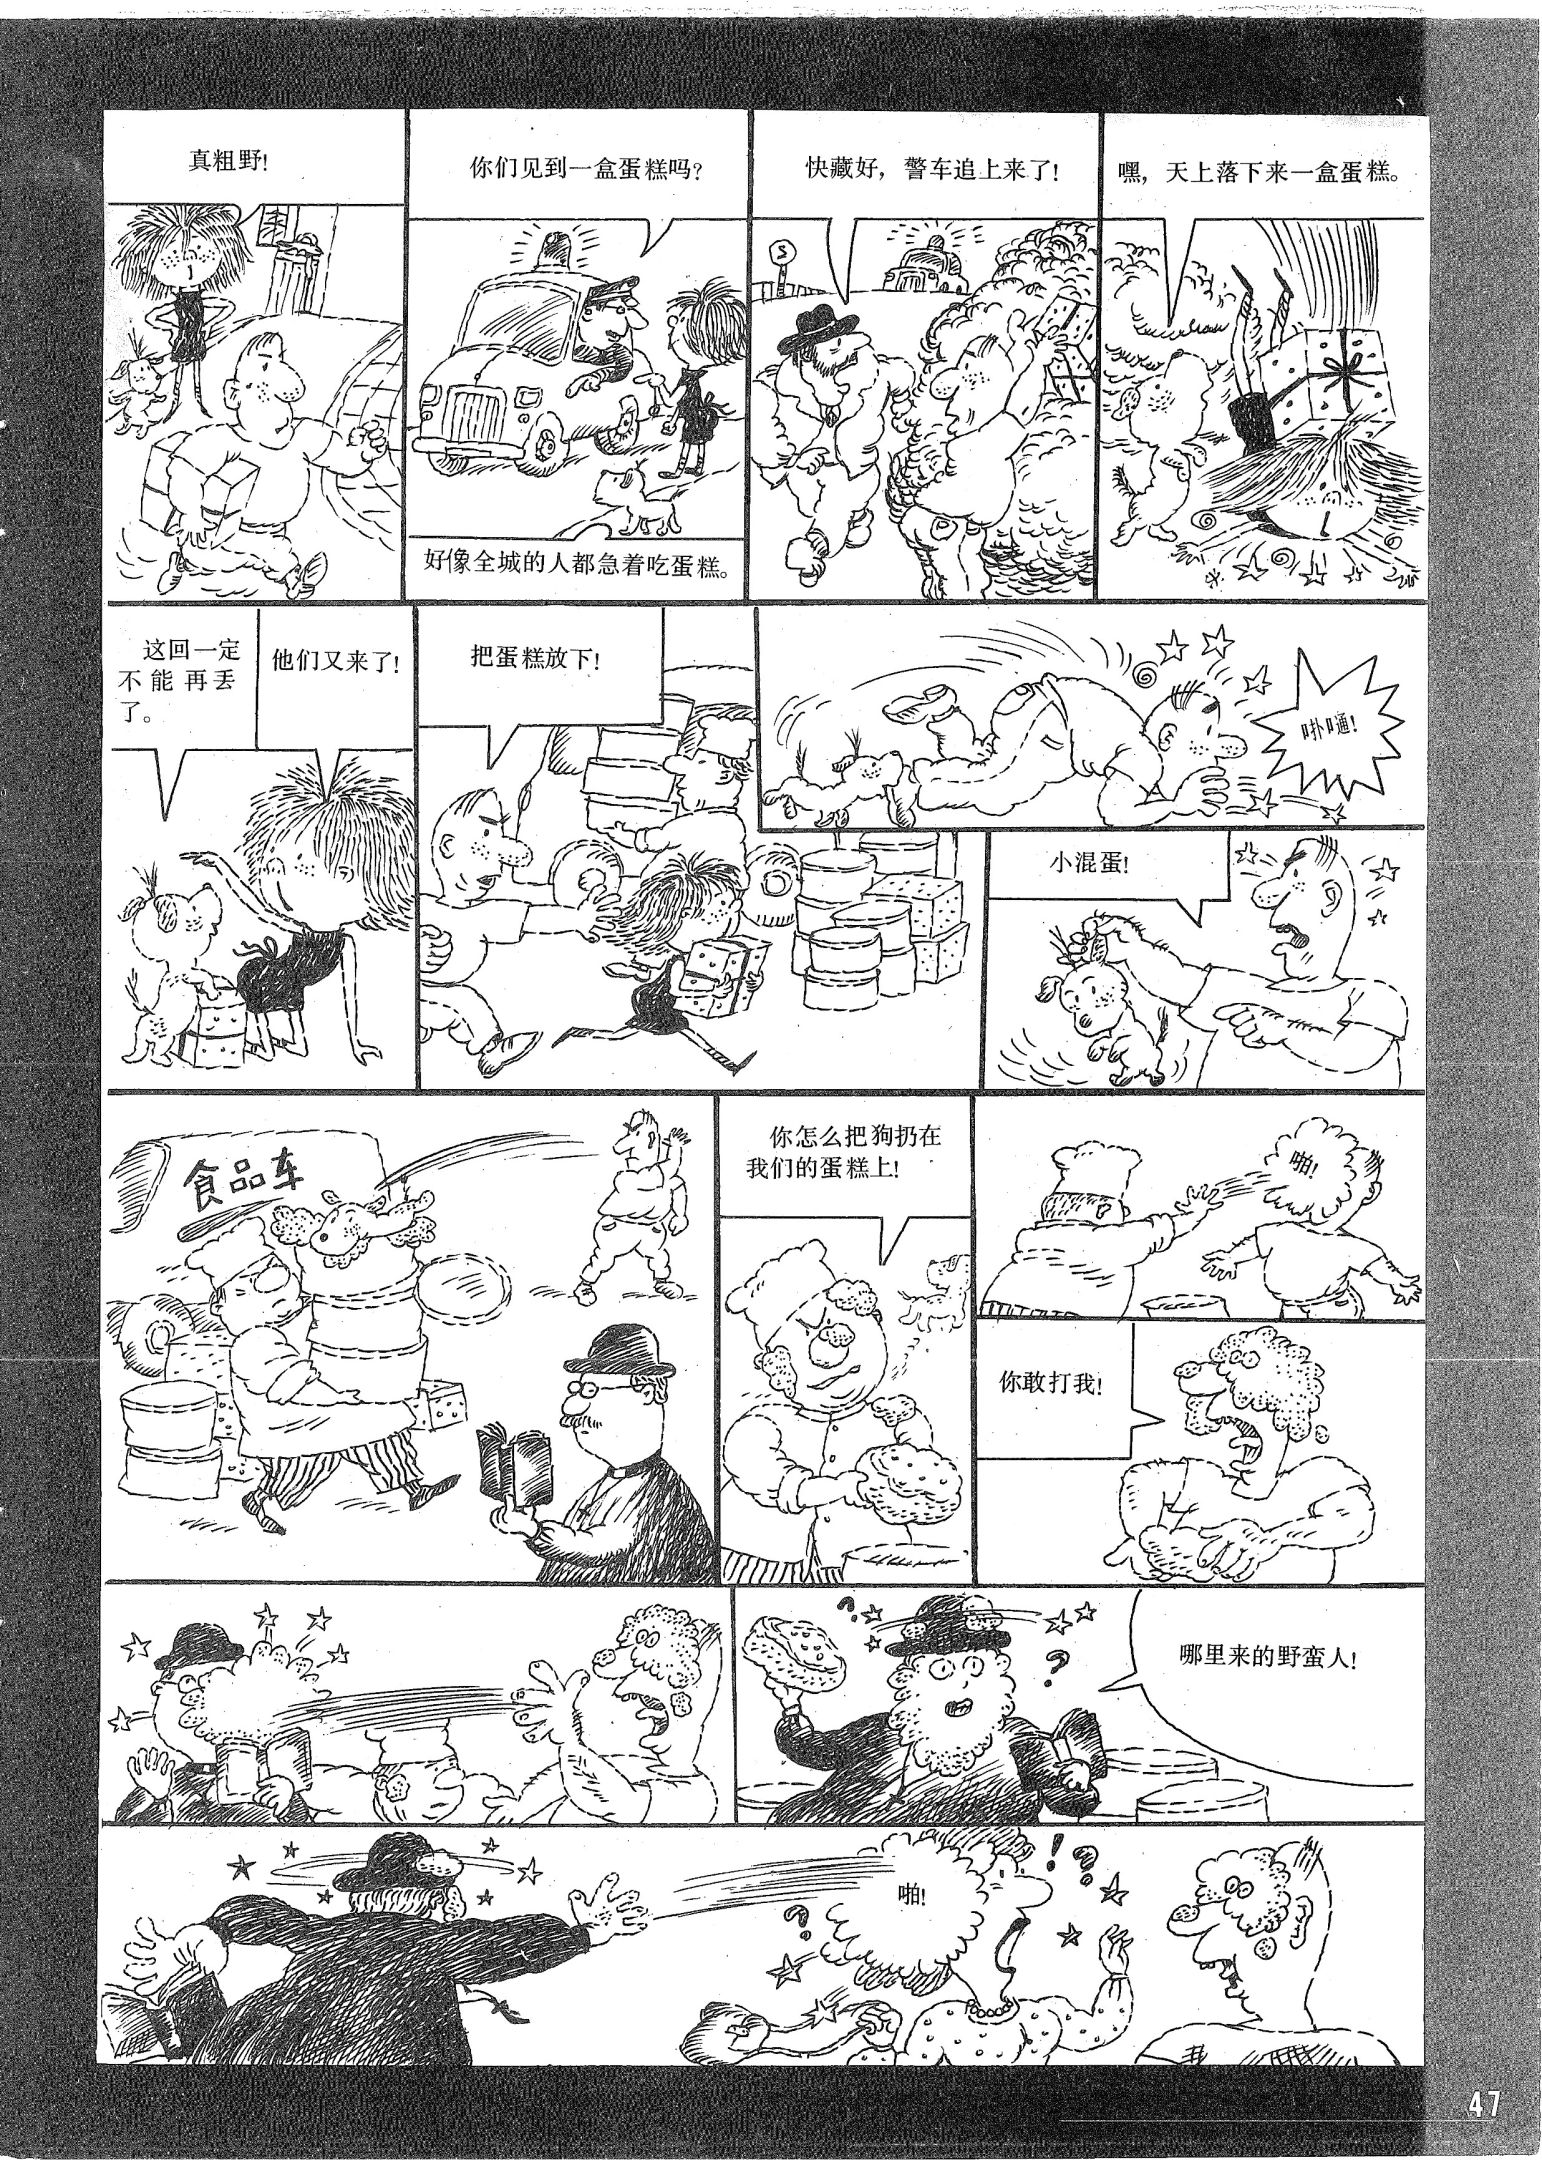 真粗野!
你们见到一盒蛋糕吗?
好像全城的人都急着吃蛋糕。
快藏好，警车追上来了!
S
嘿，天上落下来一盒蛋糕。
这回一定
不能再丢
了。
他们又来了!
把蛋糕放下!
扑嗵!
小混蛋!
食品车
你怎么把狗扔在
我们的蛋糕上!
啪!
你敢打我!
哪里来的野蛮人!
啪!
47